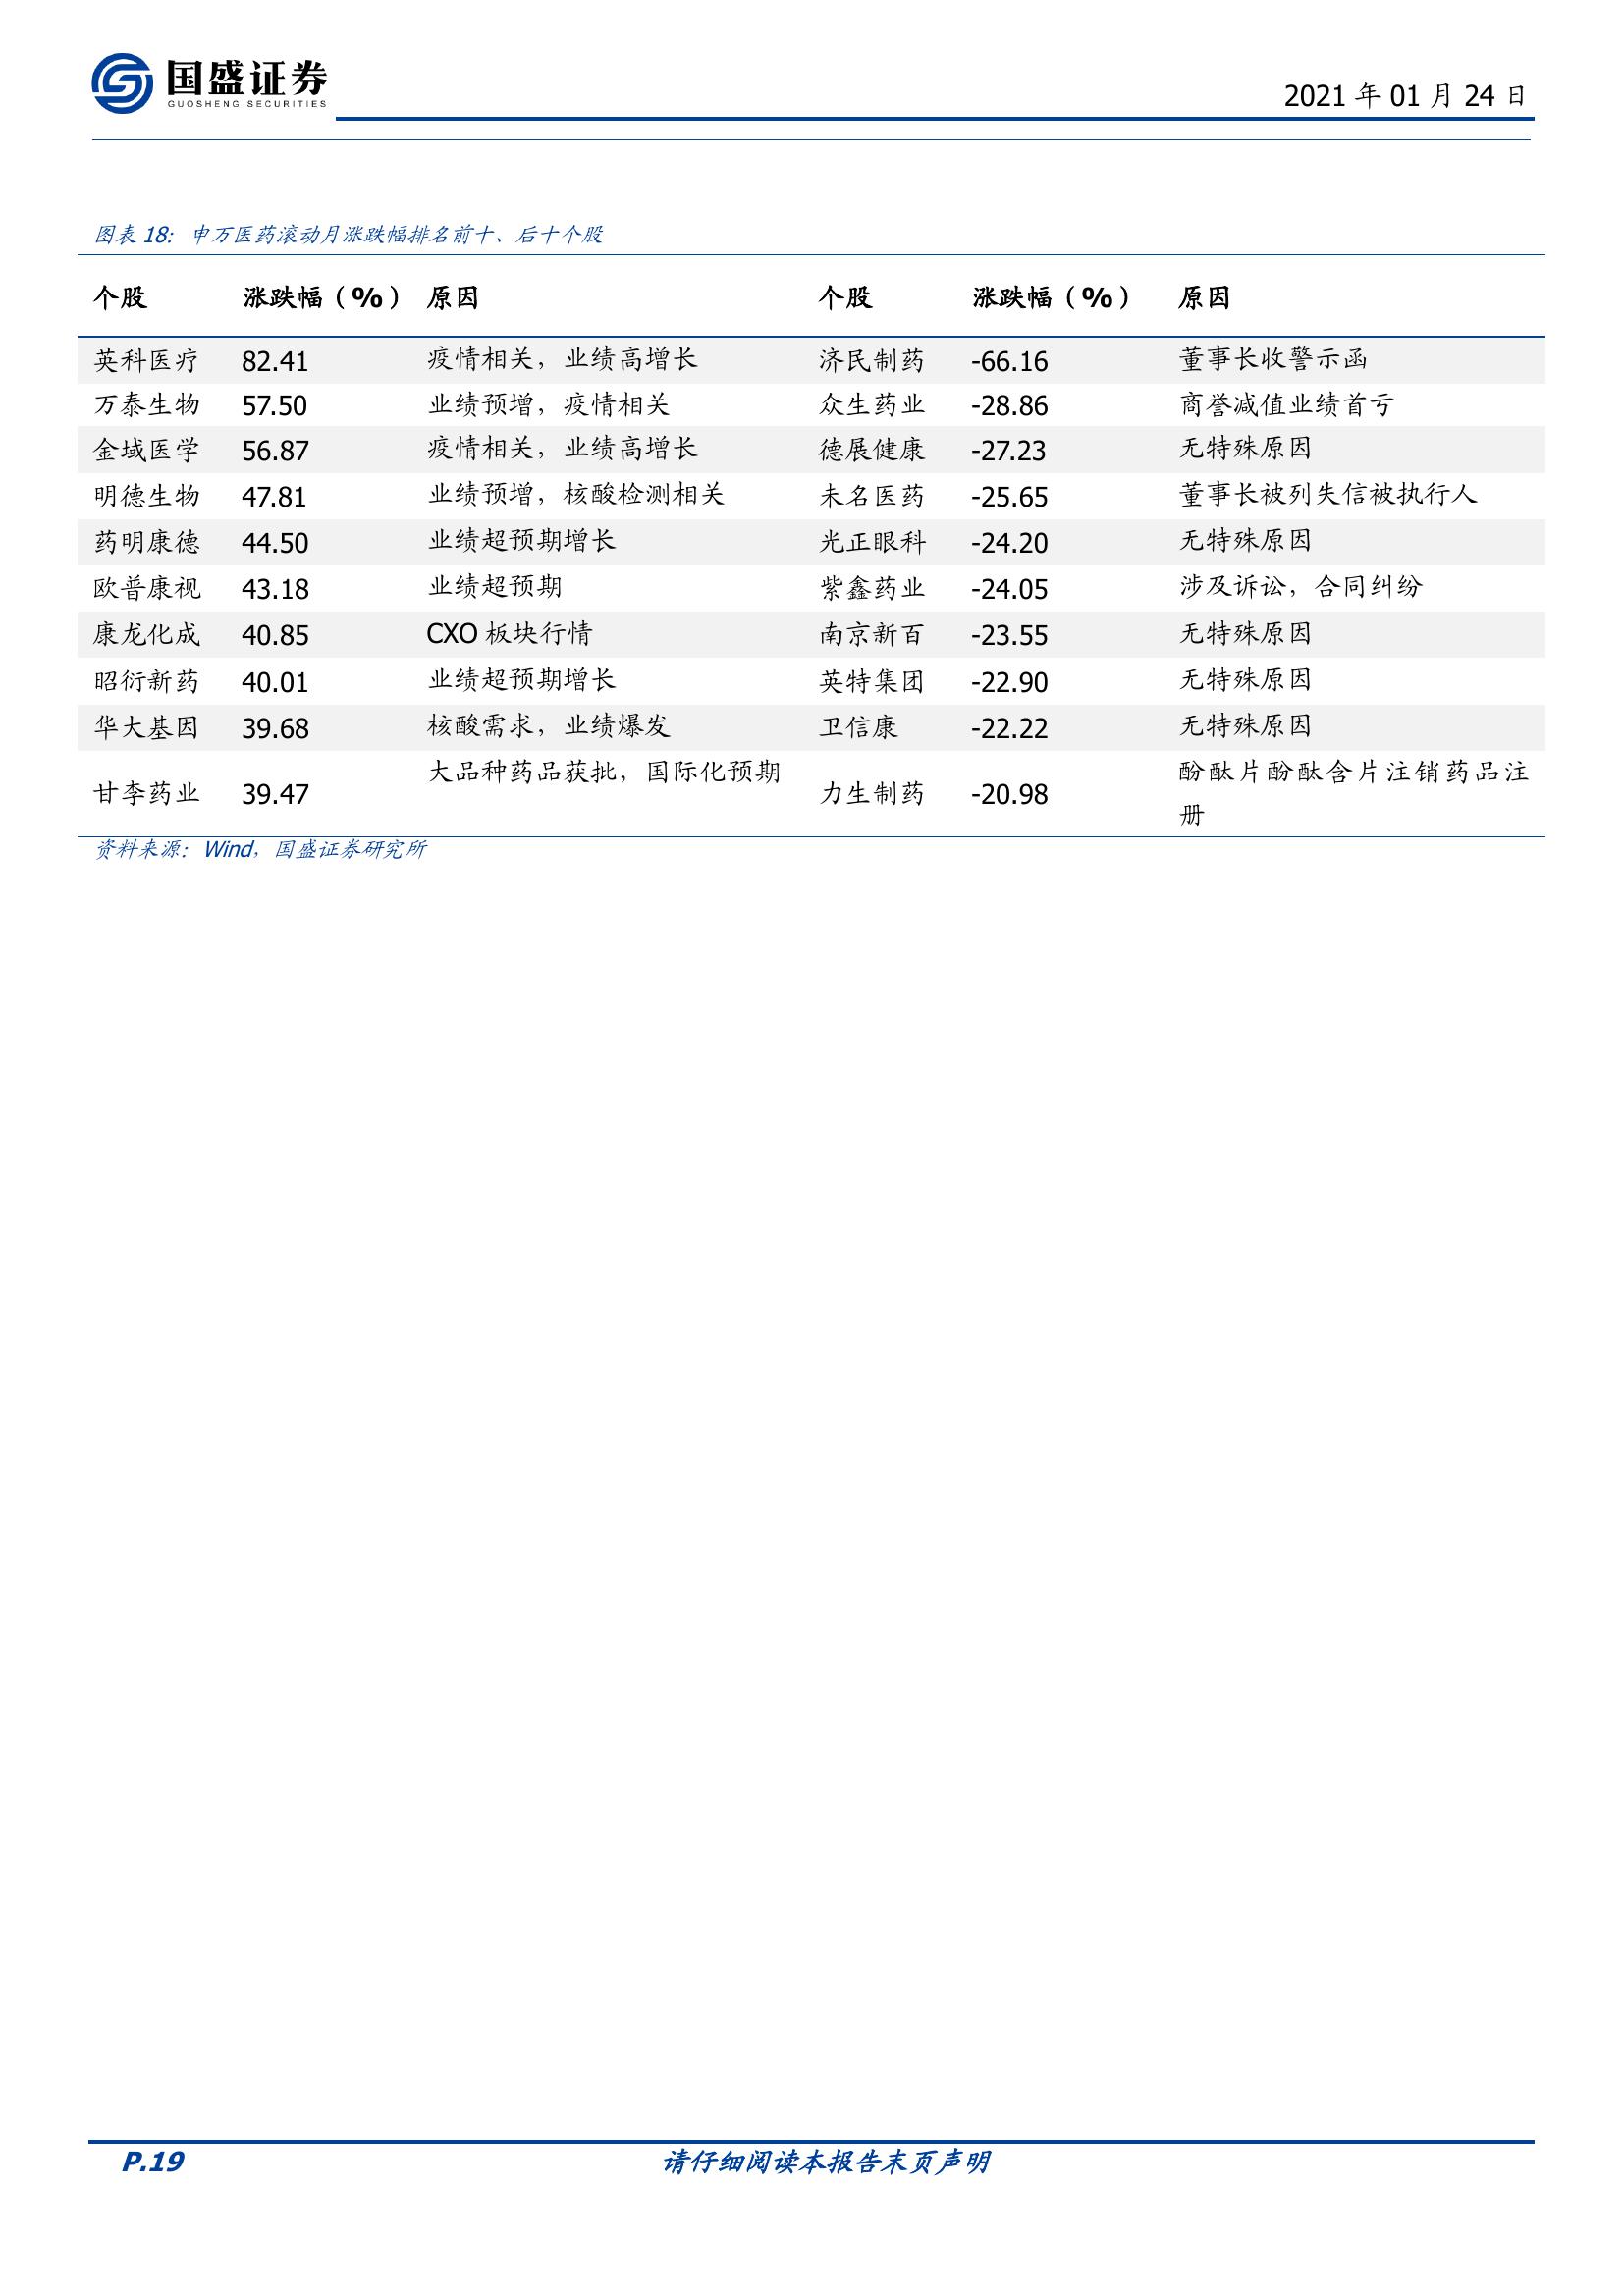 国盛证券
GUOSHENG SECURITIES
2021 年 01 月 24 日
图表 18：申万医药滚动月涨跌幅排名前十、后十个股
个股 涨跌幅（%） 原因 个股 涨跌幅（%） 原因
英科医疗 82.41 疫情相关，业绩高增长 济民制药 -66.16 董事长收警示函
万泰生物 57.50 业绩预增，疫情相关 众生药业 -28.86 商誉减值业绩首亏
金域医学 56.87 疫情相关，业绩高增长 德展健康 -27.23 无特殊原因
明德生物 47.81 业绩预增，核酸检测相关 未名医药 -25.65 董事长被列失信被执行人
药明康德 44.50 业绩超预期增长 光正眼科 -24.20 无特殊原因
欧普康视 43.18 业绩超预期 紫鑫药业 -24.05 涉及诉讼，合同纠纷
康龙化成 40.85 CXO 板块行情 南京新百 -23.55 无特殊原因
昭衍新药 40.01 业绩超预期增长 英特集团 -22.90 无特殊原因
华大基因 39.68 核酸需求，业绩爆发 卫信康 -22.22 无特殊原因
甘李药业 39.47 大品种药品获批，国际化预期 力生制药 -20.98 酚酞片酚酞含片注销药品注
册
资料来源：Wind，国盛证券研究所
P.19 请仔细阅读本报告末页声明